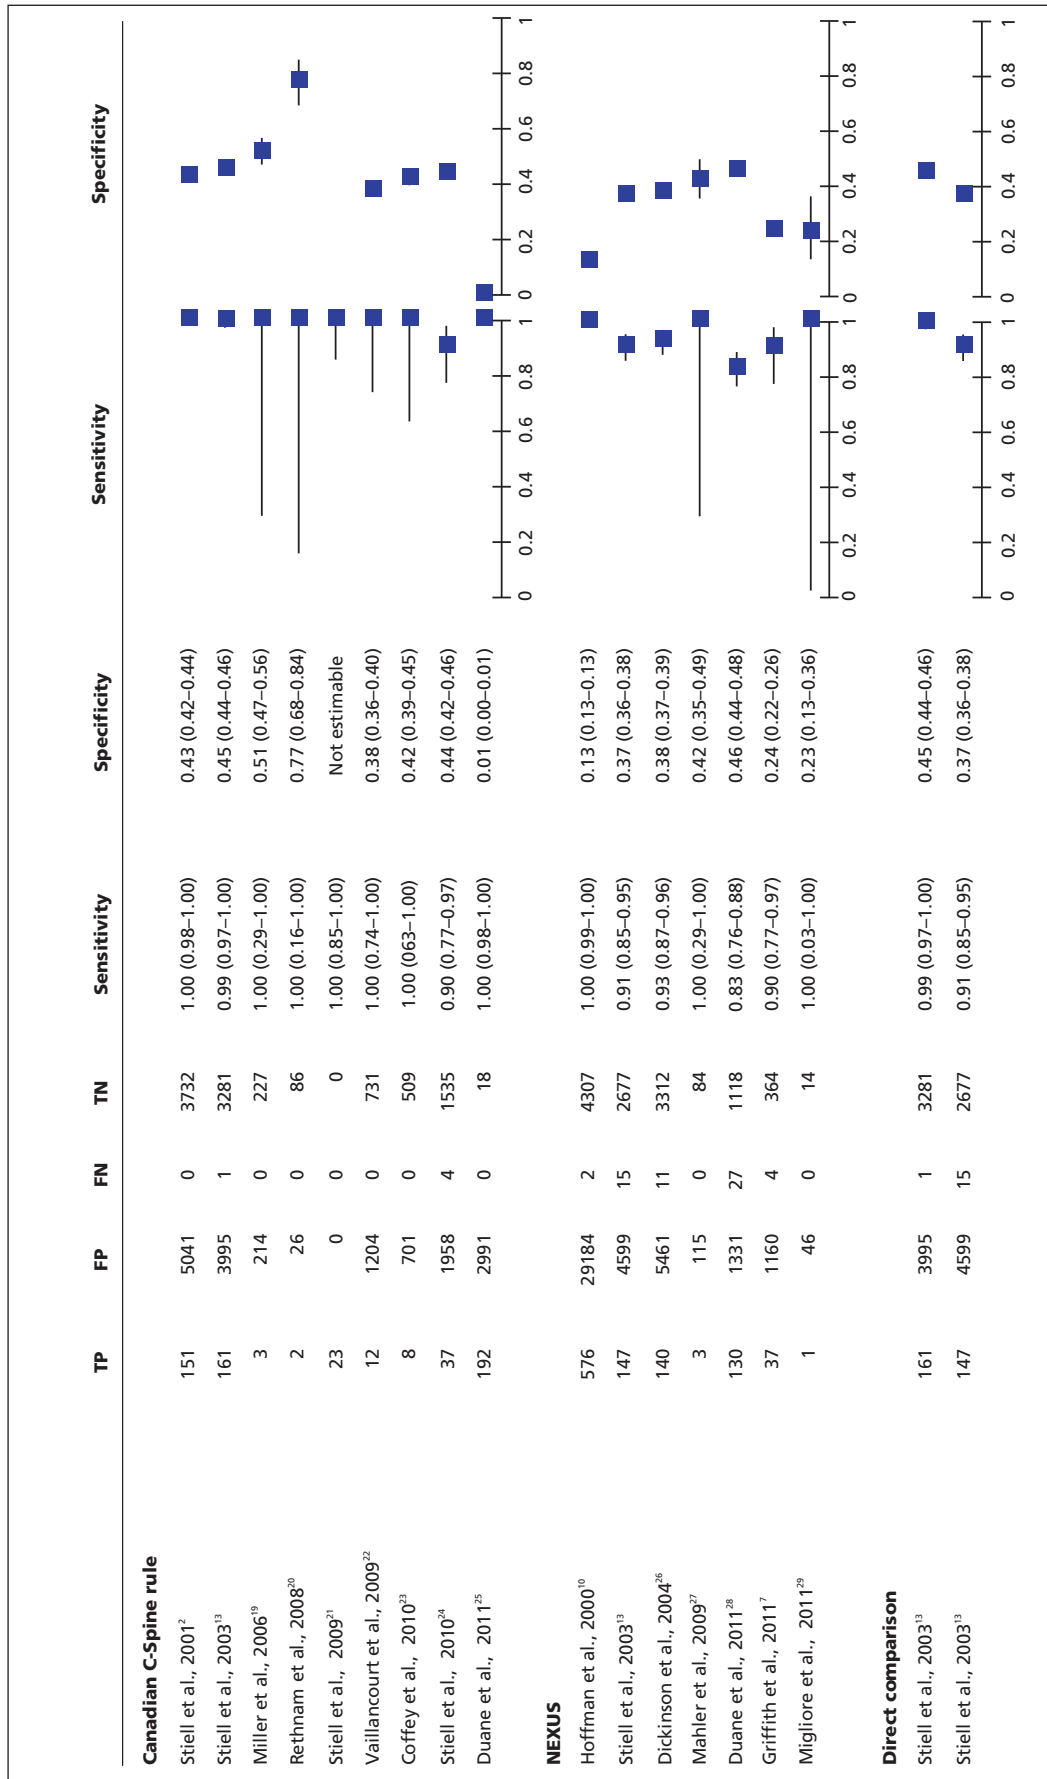 TP FP FN TN Sensitivity Specificity Sensitivity Specificity
Canadian C-Spine rule
Stiell et al., 2001² 151 5041 0 3732 1.00 (0.98–1.00) 0.43 (0.42–0.44)
Stiell et al., 2003¹³ 161 3995 1 3281 0.99 (0.97–1.00) 0.45 (0.44–0.46)
Miller et al., 2006¹⁹ 3 214 0 227 1.00 (0.29–1.00) 0.51 (0.47–0.56)
Rethnam et al., 2008²⁰ 2 26 0 86 1.00 (0.16–1.00) 0.77 (0.68–0.84)
Stiell et al., 2009²¹ 23 0 0 0 1.00 (0.85–1.00) Not estimable
Vaillancourt et al., 2009²² 12 1204 0 731 1.00 (0.74–1.00) 0.38 (0.36–0.40)
Coffey et al., 2010²³ 8 701 0 509 1.00 (063–1.00) 0.42 (0.39–0.45)
Stiell et al., 2010²⁴ 37 1958 4 1535 0.90 (0.77–0.97) 0.44 (0.42–0.46)
Duane et al., 2011²⁵ 192 2991 0 18 1.00 (0.98–1.00) 0.01 (0.00–0.01)
0 0.2 0.4 0.6 0.8 1 0 0.2 0.4 0.6 0.8 1
NEXUS
Hoffman et al., 2000¹⁰ 576 29184 2 4307 1.00 (0.99–1.00) 0.13 (0.13–0.13)
Stiell et al., 2003¹³ 147 4599 15 2677 0.91 (0.85–0.95) 0.37 (0.36–0.38)
Dickinson et al., 2004²⁶ 140 5461 11 3312 0.93 (0.87–0.96) 0.38 (0.37–0.39)
Mahler et al., 2009²⁷ 3 115 0 84 1.00 (0.29–1.00) 0.42 (0.35–0.49)
Duane et al., 2011²⁸ 130 1331 27 1118 0.83 (0.76–0.88) 0.46 (0.44–0.48)
Griffith et al., 2011⁷ 37 1160 4 364 0.90 (0.77–0.97) 0.24 (0.22–0.26)
Migliore et al., 2011²⁹ 1 46 0 14 1.00 (0.03–1.00) 0.23 (0.13–0.36)
0 0.2 0.4 0.6 0.8 1 0 0.2 0.4 0.6 0.8 1
Direct comparison
Stiell et al., 2003¹³ 161 3995 1 3281 0.99 (0.97–1.00) 0.45 (0.44–0.46)
Stiell et al., 2003¹³ 147 4599 15 2677 0.91 (0.85–0.95) 0.37 (0.36–0.38)
0 0.2 0.4 0.6 0.8 1 0 0.2 0.4 0.6 0.8 1